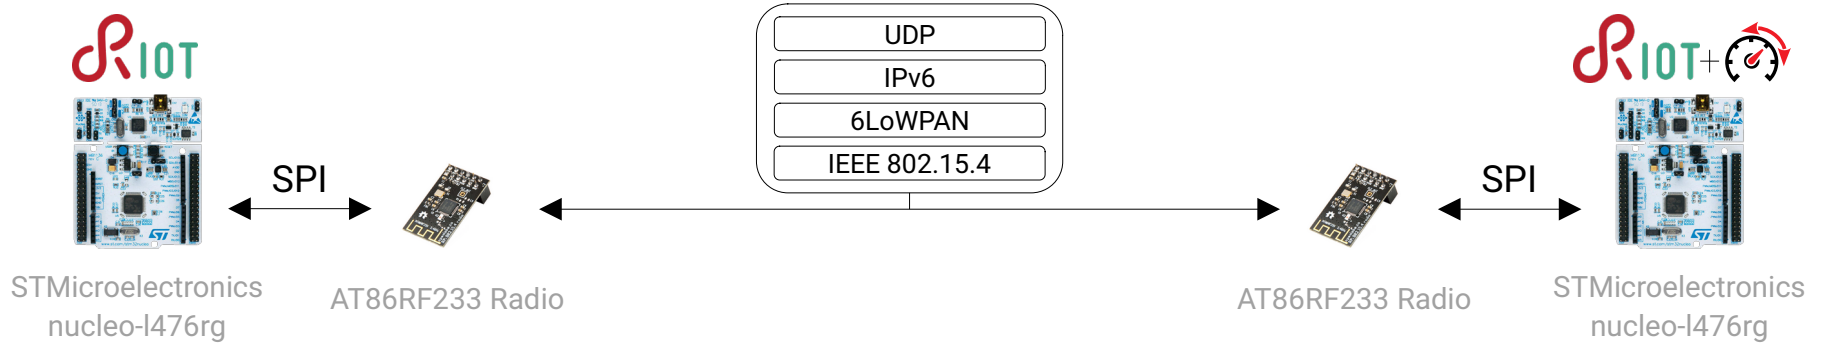 RIOT
UDP
IPv6
6LoWPAN
IEEE 802.15.4
RIOT+
SPI
SPI
STMicroelectronics
nucleo-l476rg
AT86RF233 Radio
AT86RF233 Radio
STMicroelectronics
nucleo-l476rg